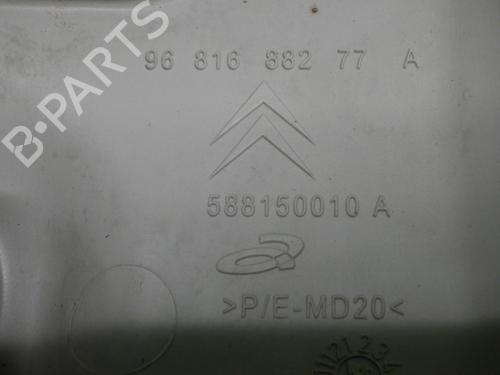 B-PARTS
96 816 882 77 A
588150010 A
>P/E-MD20<